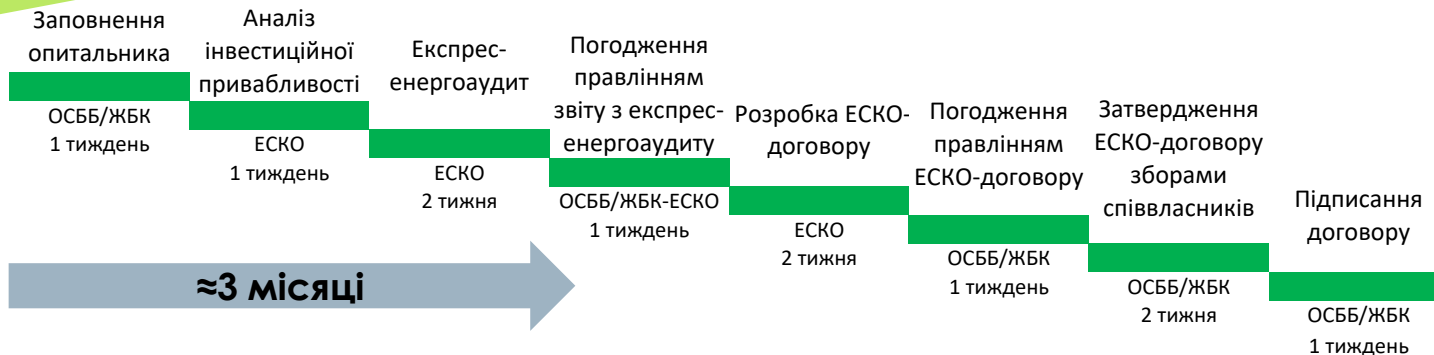 Заповнення
опитальника
ОСББ/ЖБК
1 тиждень
Аналіз
інвестиційної
привабливості
ЕСКО
1 тиждень
Експрес-
енергоаудит
ЕСКО
2 тижня
Погодження
правлінням
звіту з експрес-
енергоаудиту
ОСББ/ЖБК-ЕСКО
1 тиждень
Розробка ЕСКО-
договору
ЕСКО
2 тижня
Погодження
правлінням
ЕСКО-договору
ОСББ/ЖБК
1 тиждень
Затвердження
ЕСКО-договору
зборами
співвласників
ОСББ/ЖБК
2 тижня
Підписання
договору
ОСББ/ЖБК
1 тиждень
≈3 місяці